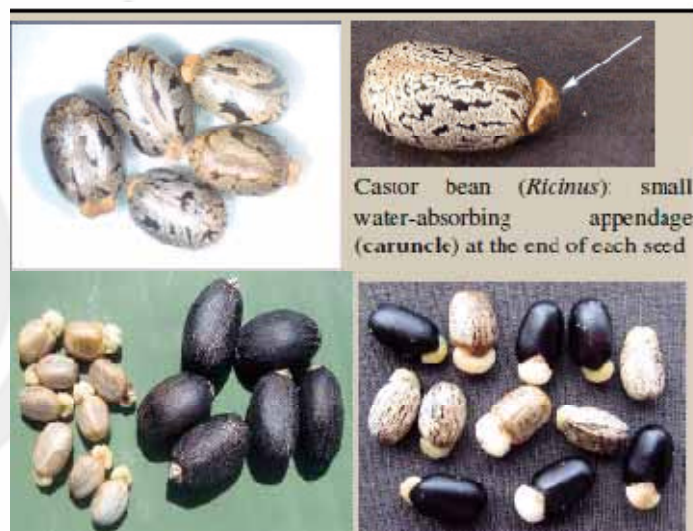 Castor bean (Ricinus): small
water-absorbing appendage
(caruncle) at the end of each seed